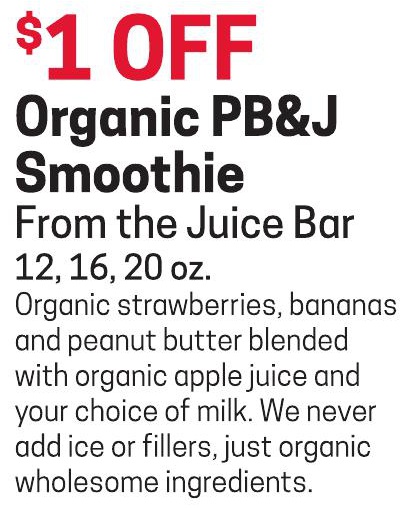 $1 OFF
Organic PB&J
Smoothie
From the Juice Bar
12, 16, 20 oz.
Organic strawberries, bananas
and peanut butter blended
with organic apple juice and
your choice of milk. We never
add ice or fillers, just organic
wholesome ingredients.